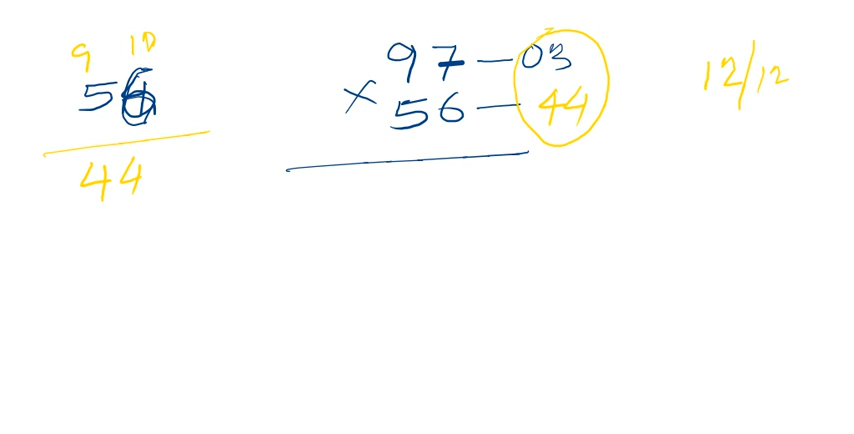 9 10
56
44
97 — 03
× 56 — 44
12/12